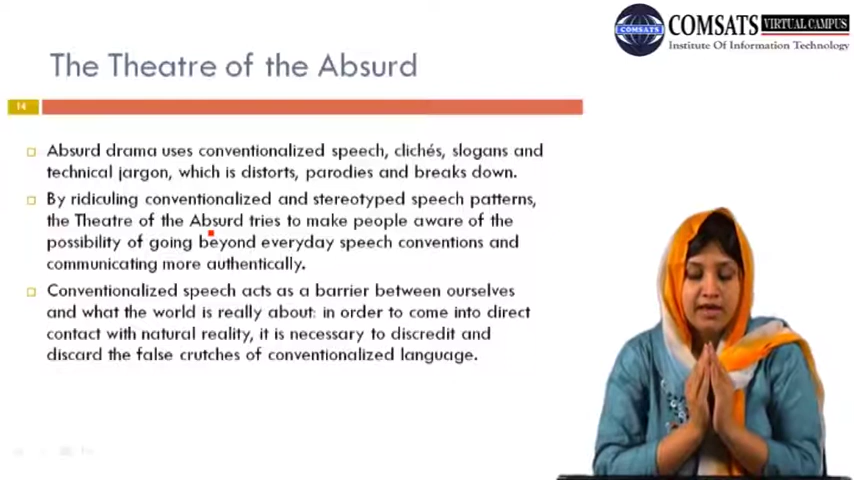 COMSATS VIRTUAL CAMPUS
COMSATS
Institute Of Information Technology
The Theatre of the Absurd
14
Absurd drama uses conventionalized speech, clichés, slogans and
technical jargon, which is distorts, parodies and breaks down.
By ridiculing conventionalized and stereotyped speech patterns,
the Theatre of the Absurd tries to make people aware of the
possibility of going beyond everyday speech conventions and
communicating more authentically.
Conventionalized speech acts as a barrier between ourselves
and what the world is really about: in order to come into direct
contact with natural reality, it is necessary to discredit and
discard the false crutches of conventionalized language.